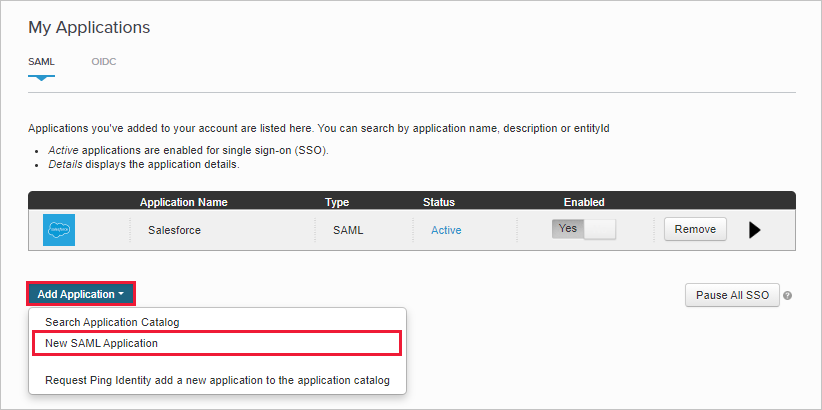 My Applications
SAML OIDC
Applications you've added to your account are listed here. You can search by application name, description or entityId
Active applications are enabled for single sign-on (SSO).
Details displays the application details.
Application Name Type Status Enabled
salesforce Salesforce SAML Active Yes Remove
Add Application Pause All SSO ?
Search Application Catalog
New SAML Application
Request Ping Identity add a new application to the application catalog